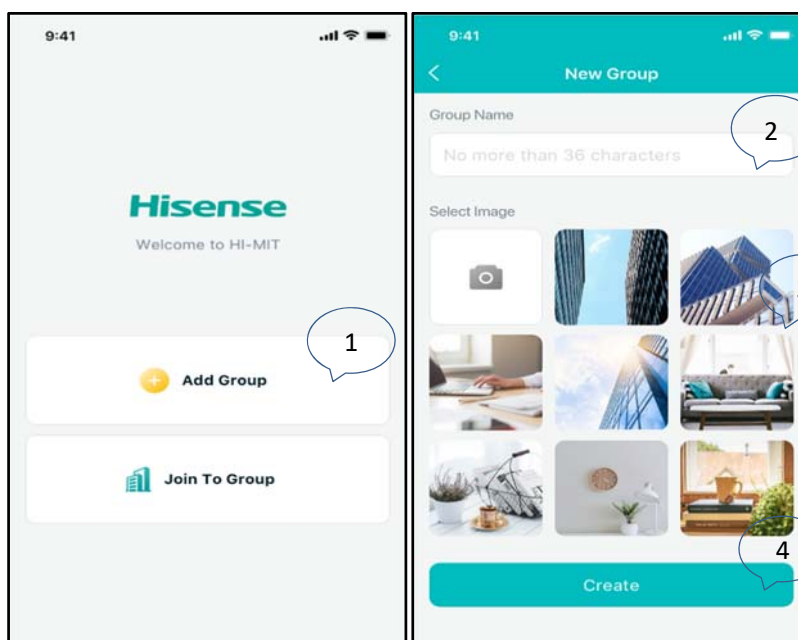 9:41
Hisense
Welcome to HI-MIT
1
Add Group
Join To Group
9:41
New Group
Group Name
2
No more than 36 characters
Select Image
4
Create